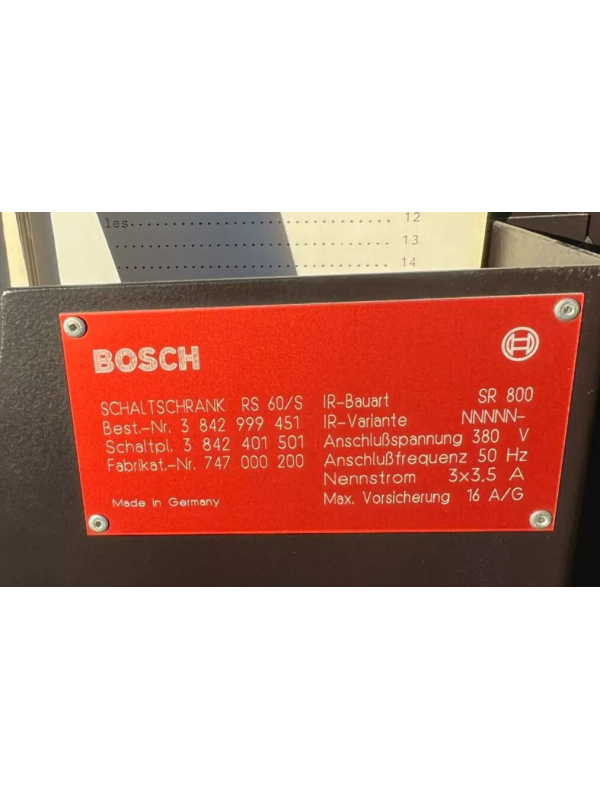 les........................................ 12
........................................ 13
........................................ 14
BOSCH
SCHALTSCHRANK RS 60/S
Best.-Nr. 3 842 999 451
Schaltpl. 3 842 401 501
Fabrikat.-Nr. 747 000 200
Made in Germany
IR-Bauart SR 800
IR-Variante NNNNN-
Anschlußspannung 380 V
Anschlußfrequenz 50 Hz
Nennstrom 3x3.5 A
Max. Vorsicherung 16 A/G